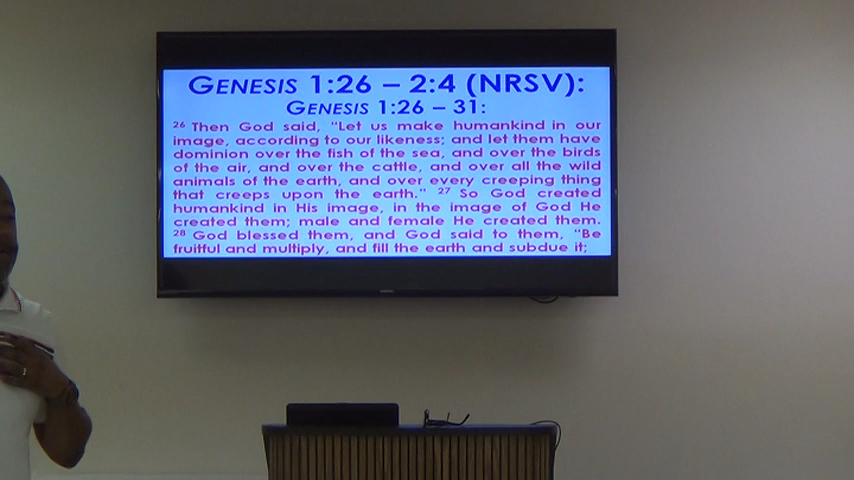 GENESIS 1:26 – 2:4 (NRSV):
GENESIS 1:26 – 31:
26 Then God said, “Let us make humankind in our
image, according to our likeness; and let them have
dominion over the fish of the sea, and over the birds
of the air, and over the cattle, and over all the wild
animals of the earth, and over every creeping thing
that creeps upon the earth.” 27 So God created
humankind in His image, in the image of God He
created them; male and female He created them.
28 God blessed them, and God said to them, “Be
fruitful and multiply, and fill the earth and subdue it;